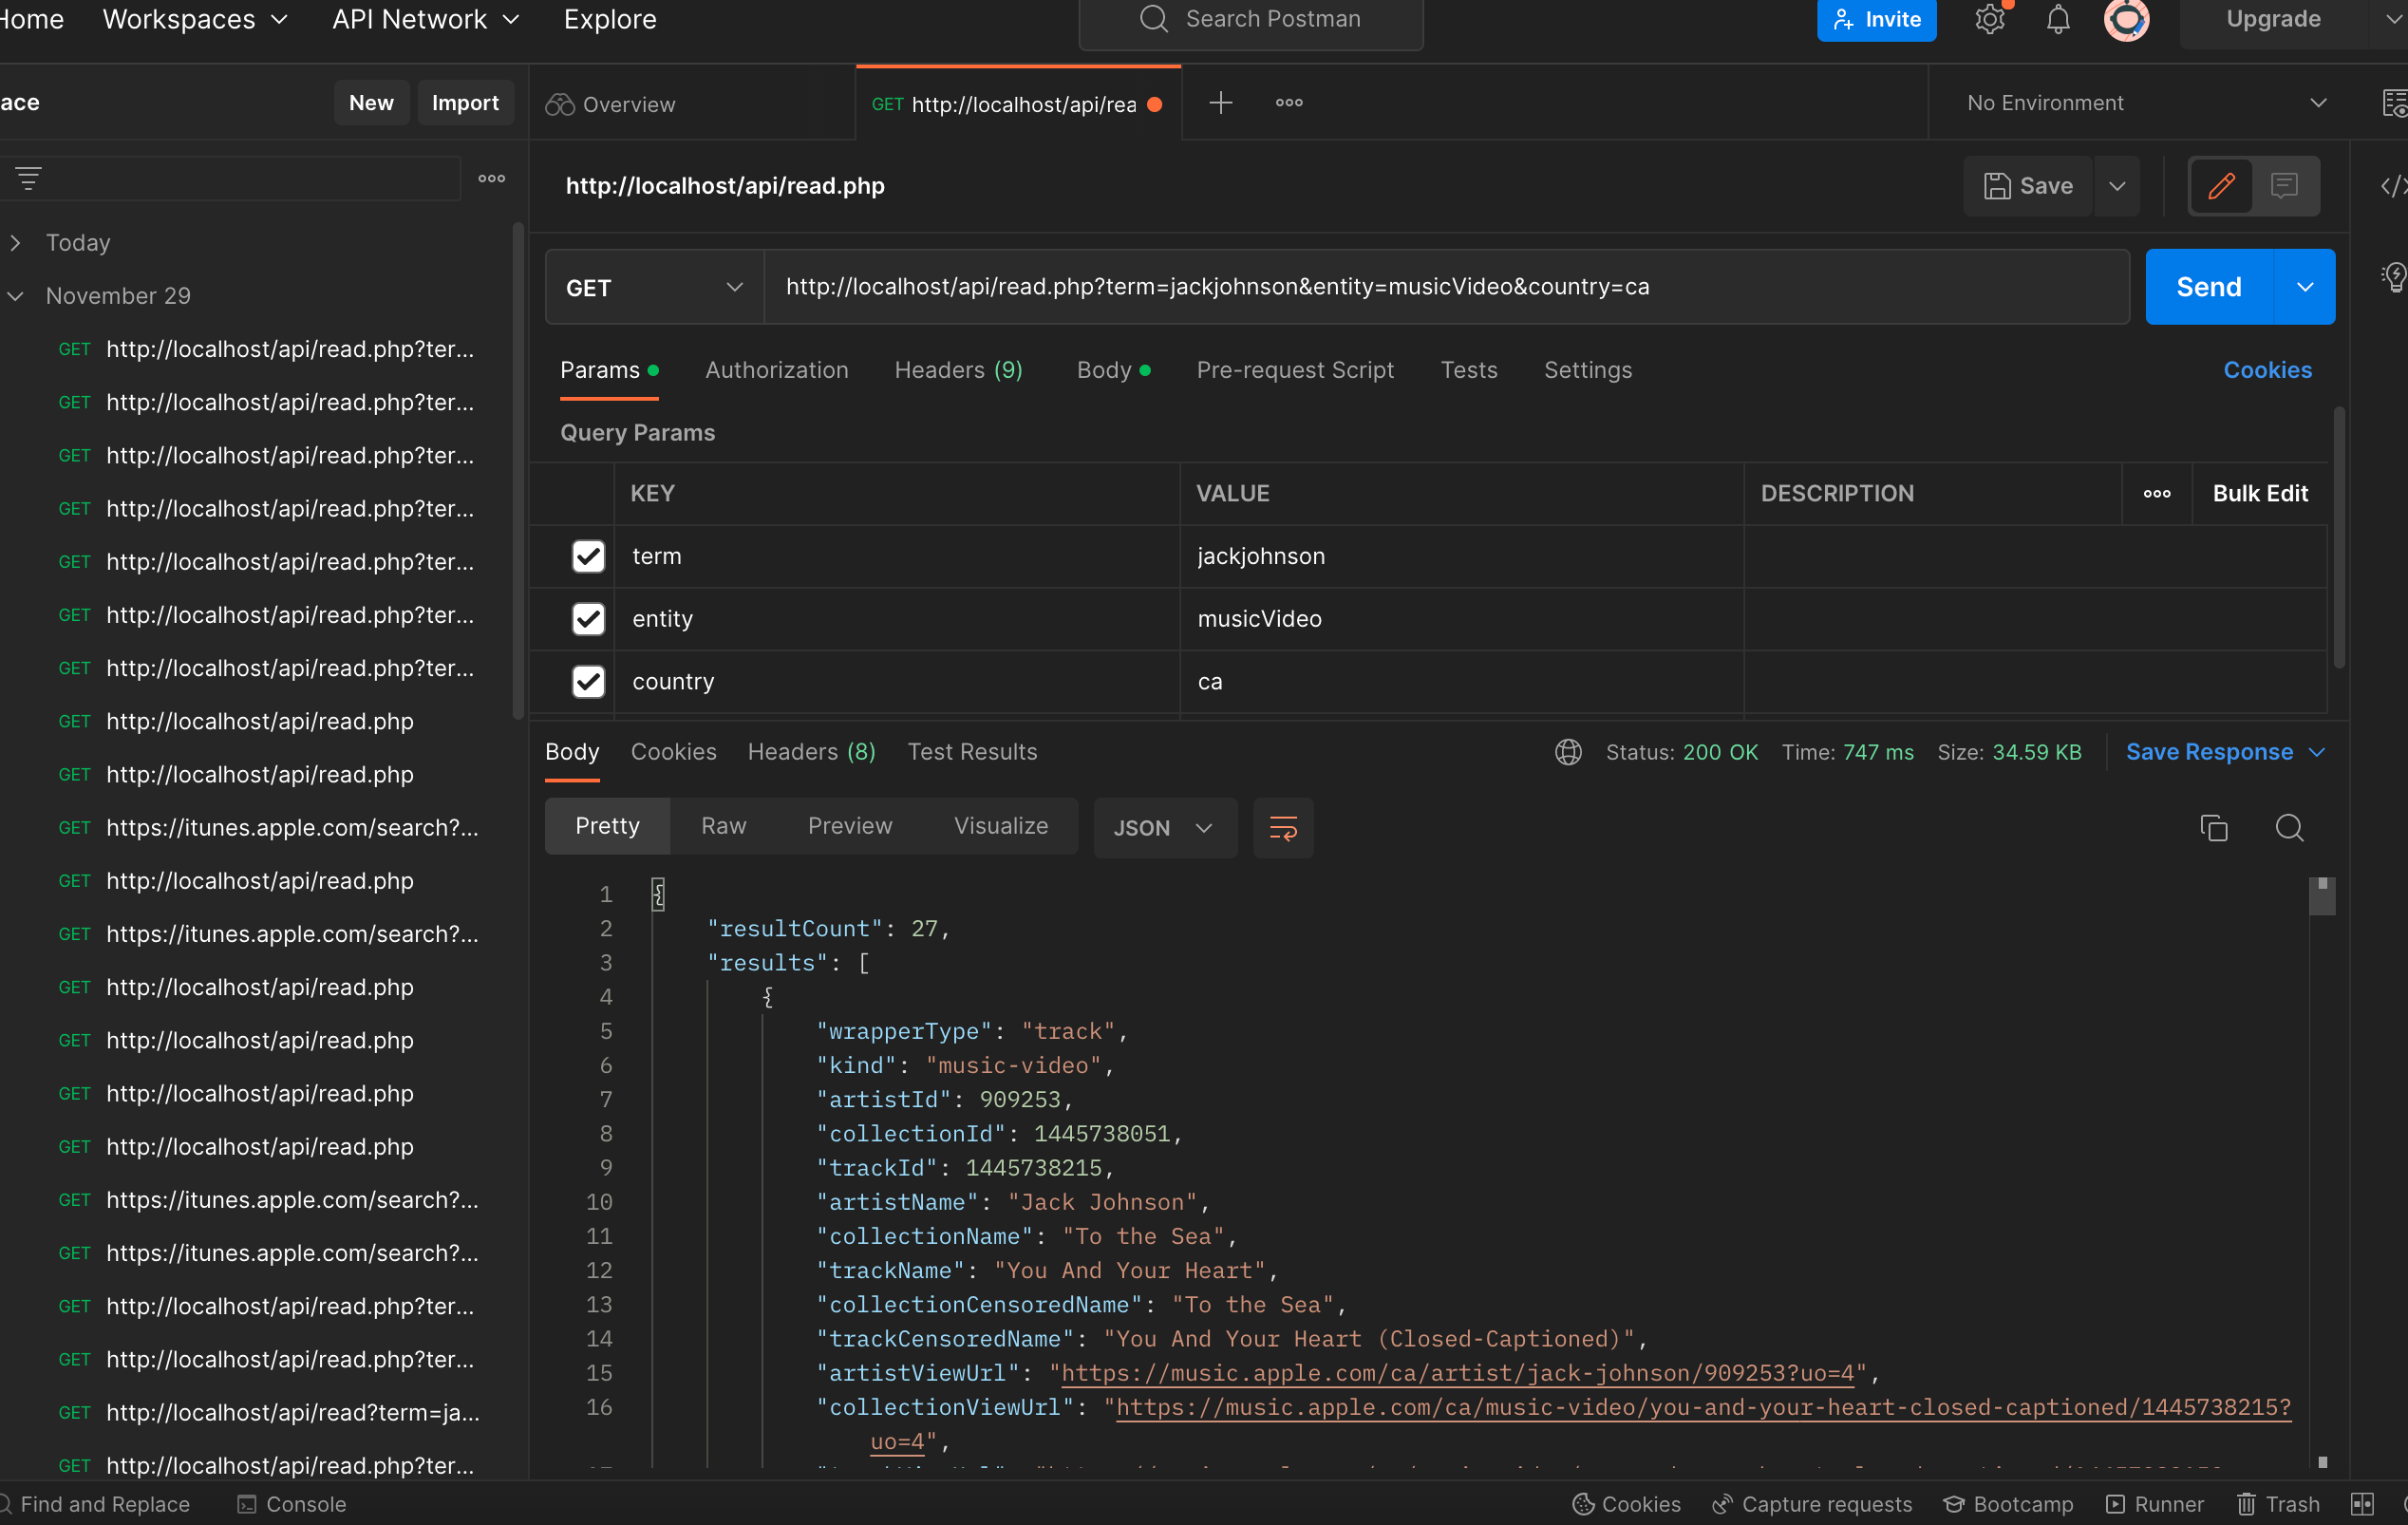 Home Workspaces API Network Explore Search Postman Invite Upgrade
ace New Import Overview GET http://localhost/api/rea No Environment
http://localhost/api/read.php Save
Today
November 29
GET http://localhost/api/read.php?ter...
GET http://localhost/api/read.php?ter...
GET http://localhost/api/read.php?ter...
GET http://localhost/api/read.php?ter...
GET http://localhost/api/read.php?ter...
GET http://localhost/api/read.php?ter...
GET http://localhost/api/read.php?ter...
GET http://localhost/api/read.php
GET http://localhost/api/read.php
GET https://itunes.apple.com/search?...
GET http://localhost/api/read.php
GET https://itunes.apple.com/search?...
GET http://localhost/api/read.php
GET http://localhost/api/read.php
GET http://localhost/api/read.php
GET http://localhost/api/read.php
GET https://itunes.apple.com/search?...
GET https://itunes.apple.com/search?...
GET http://localhost/api/read.php?ter...
GET http://localhost/api/read.php?ter...
GET http://localhost/api/read?term=ja...
GET http://localhost/api/read.php?ter...
GET http://localhost/api/read.php?term=jackjohnson&entity=musicVideo&country=ca Send
Params Authorization Headers (9) Body Pre-request Script Tests Settings Cookies
Query Params
KEY VALUE DESCRIPTION Bulk Edit
term jackjohnson
entity musicVideo
country ca
Body Cookies Headers (8) Test Results Status: 200 OK Time: 747 ms Size: 34.59 KB Save Response
Pretty Raw Preview Visualize JSON
1 {
2 "resultCount": 27,
3 "results": [
4 {
5 "wrapperType": "track",
6 "kind": "music-video",
7 "artistId": 909253,
8 "collectionId": 1445738051,
9 "trackId": 1445738215,
10 "artistName": "Jack Johnson",
11 "collectionName": "To the Sea",
12 "trackName": "You And Your Heart",
13 "collectionCensoredName": "To the Sea",
14 "trackCensoredName": "You And Your Heart (Closed-Captioned)",
15 "artistViewUrl": "https://music.apple.com/ca/artist/jack-johnson/909253?uo=4",
16 "collectionViewUrl": "https://music.apple.com/ca/music-video/you-and-your-heart-closed-captioned/1445738215?
uo=4",
Find and Replace Console Cookies Capture requests Bootcamp Runner Trash